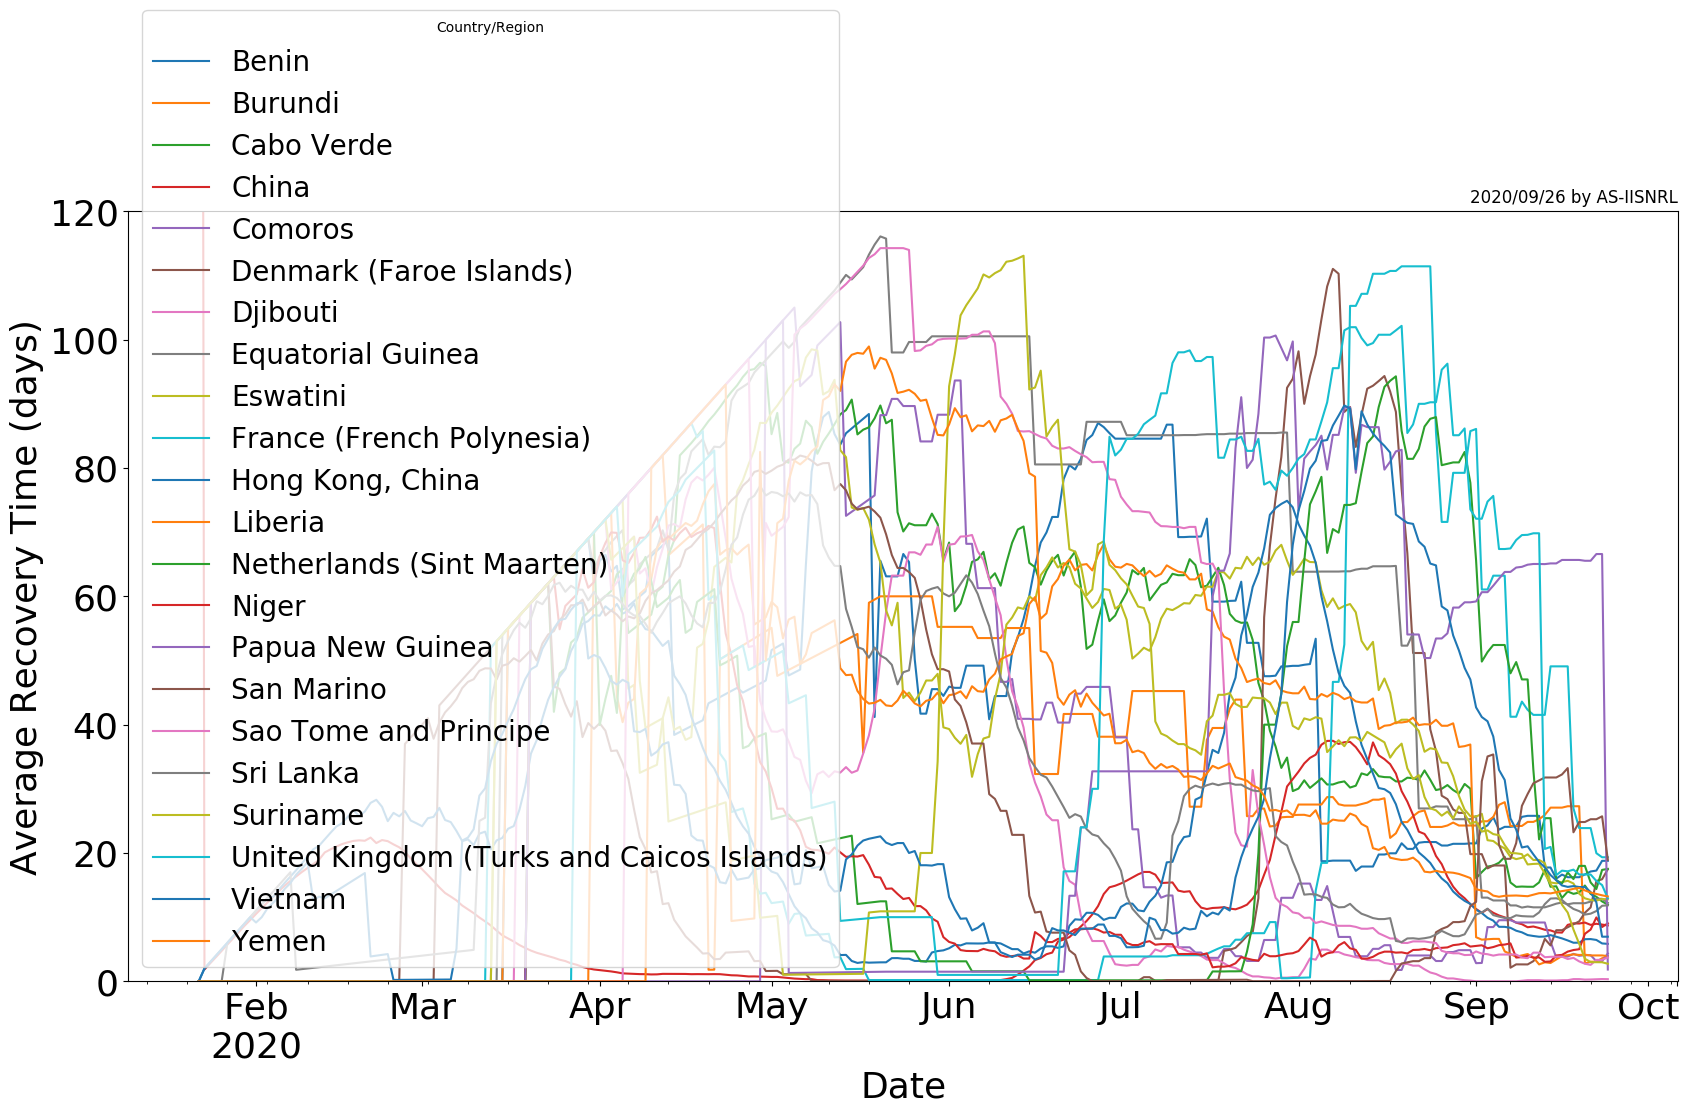 Country/Region
Benin
Burundi
Cabo Verde
China
Comoros
Denmark (Faroe Islands)
Djibouti
Equatorial Guinea
Eswatini
France (French Polynesia)
Hong Kong, China
Liberia
Netherlands (Sint Maarten)
Niger
Papua New Guinea
San Marino
Sao Tome and Principe
Sri Lanka
Suriname
United Kingdom (Turks and Caicos Islands)
Vietnam
Yemen
2020/09/26 by AS-IISNRL
Average Recovery Time (days)
120
100
80
60
40
20
0
Feb Mar Apr May Jun Jul Aug Sep Oct
2020
Date